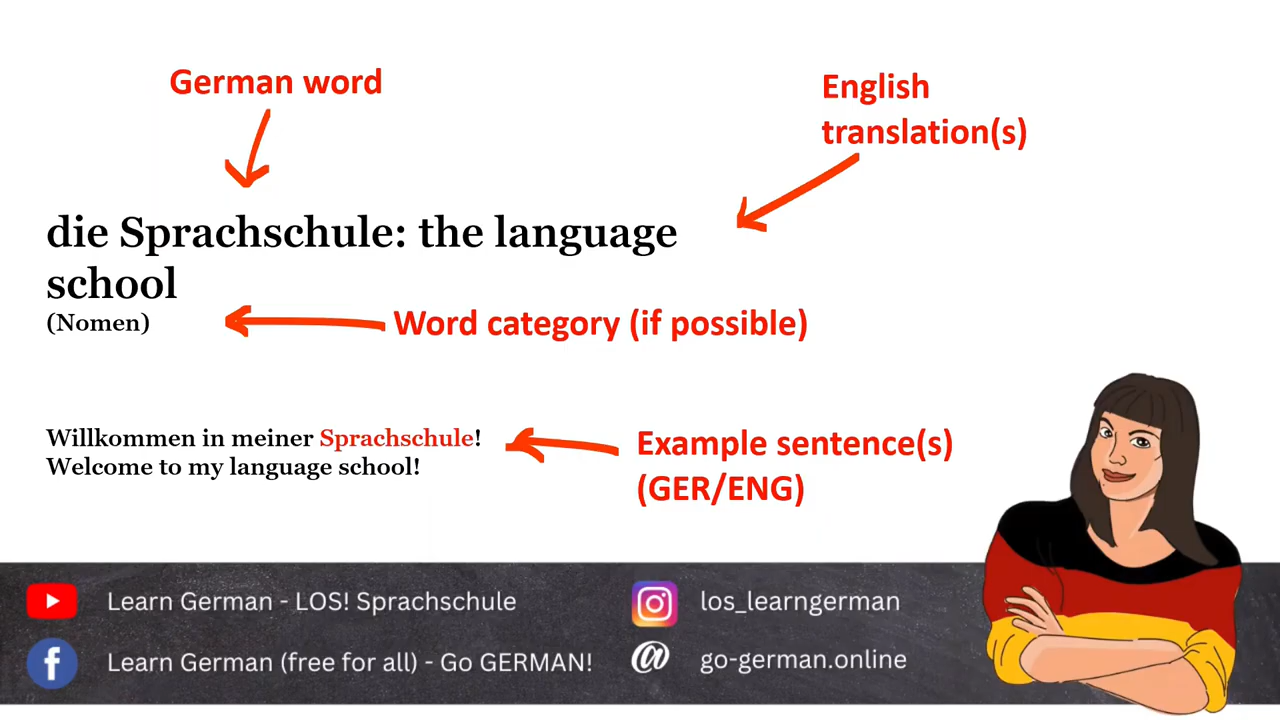 German word
English
translation(s)
die Sprachschule: the language
school
(Nomen)
Word category (if possible)
Willkommen in meiner Sprachschule!
Welcome to my language school!
Example sentence(s)
(GER/ENG)
Learn German - LOS! Sprachschule
los_learngerman
Learn German (free for all) - Go GERMAN!
go-german.online